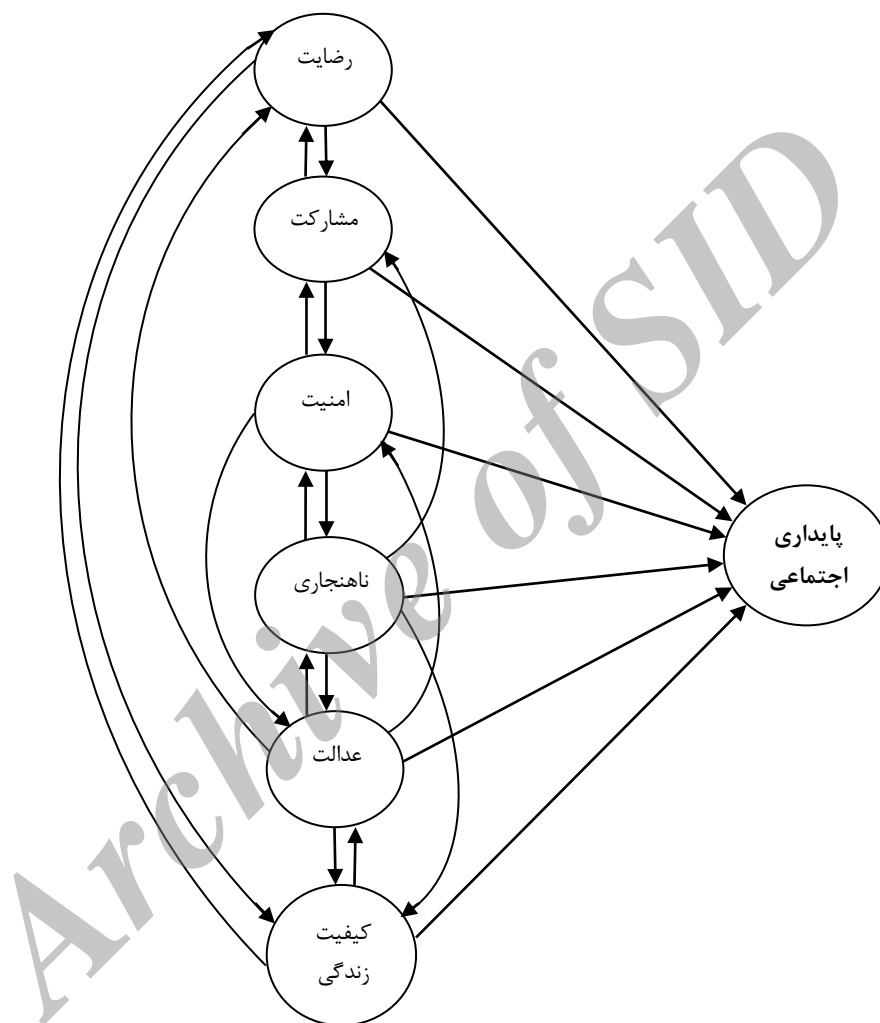 رضایت
مشارکت
امنیت
ناهنجاری
عدالت
کیفیت
زندگی
پایداری
اجتماعی
Archive of SID